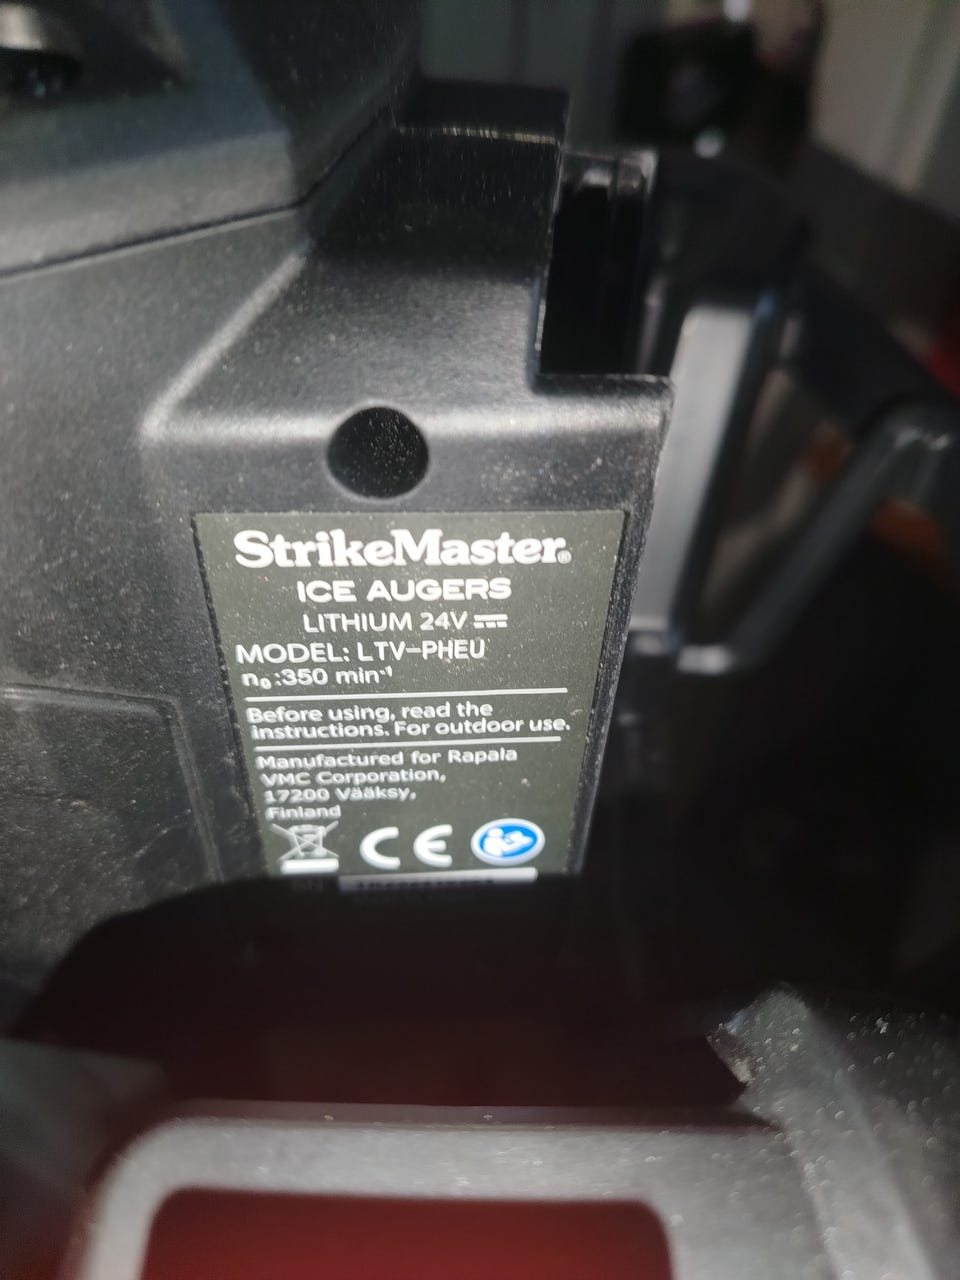 StrikeMaster®
ICE AUGERS
LITHIUM 24V
MODEL: LTV-PHEU
n₀:350 min⁻¹
Before using, read the
instructions. For outdoor use.
Manufactured for Rapala
VMC Corporation,
17200 Vääksy,
Finland
CE
SN